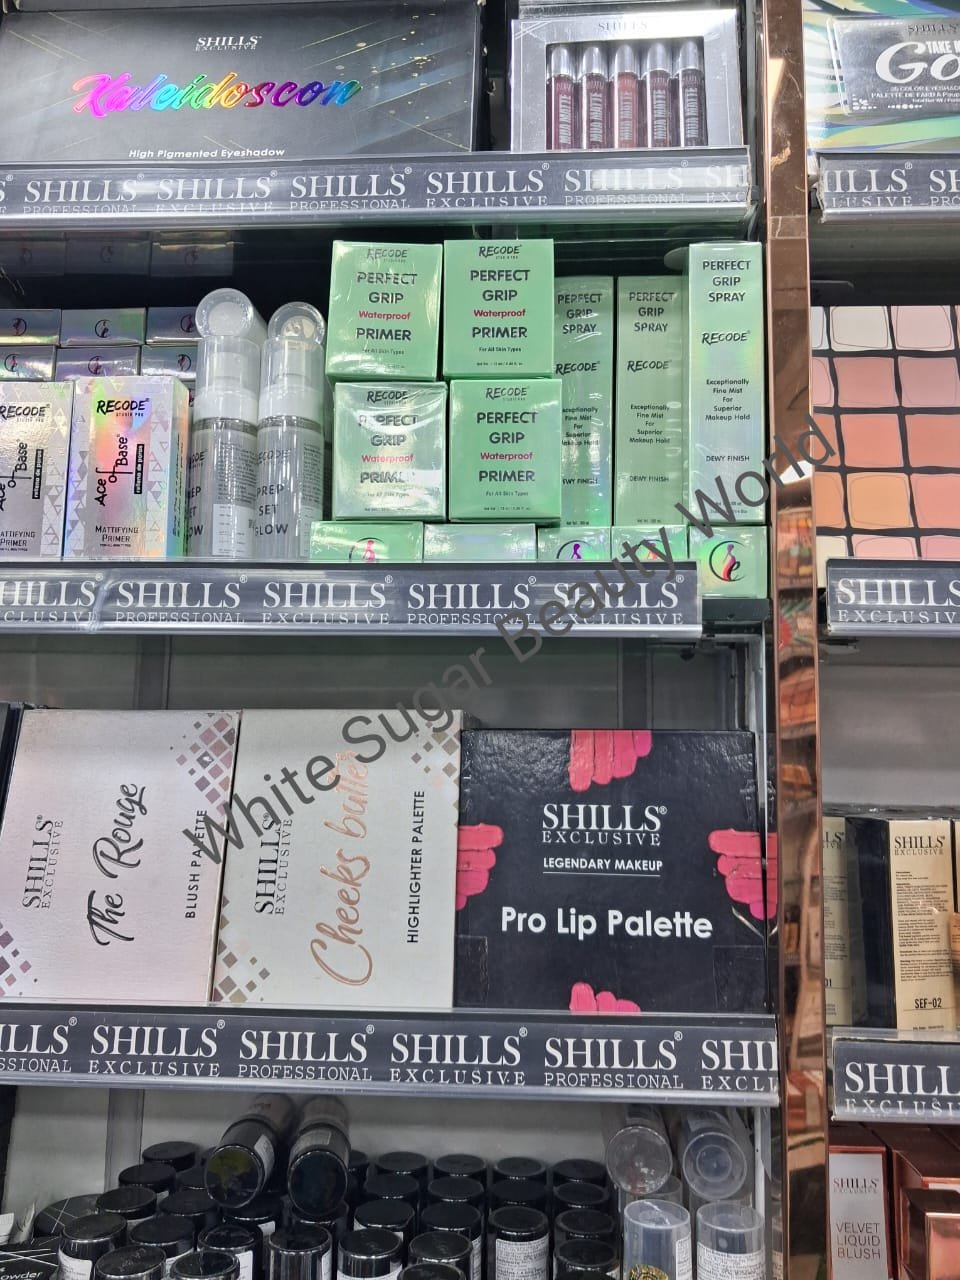 SHILLS®
EXCLUSIVE
Kaleidoscon
High Pigmented Eyeshadow
SHILLS
TAKE
Go
SHILLS® SHILLS® SHILLS® SHILLS® SHILLS®
PROFESSIONAL EXCLUSIVE PROFESSIONAL EXCLUSIVE PROFESSIONAL
RECODE®
PERFECT
GRIP
Waterproof
PRIMER
For All Skin Types
RECODE®
PERFECT
GRIP
Waterproof
PRIMER
For All Skin Types
PERFECT
GRIP
SPRAY
RECODE®
PERFECT
GRIP
SPRAY
RECODE®
Exceptionally
Fine Mist
For
Superior
Makeup Hold
DEWY FINISH
PERFECT
GRIP
SPRAY
RECODE®
Exceptionally
Fine Mist
For
Superior
Makeup Hold
DEWY FINISH
RECODE®
PERFECT
GRIP
Waterproof
PRIMER
RECODE®
PERFECT
GRIP
Waterproof
PRIMER
For All Skin Types
RECODE®
Ace of Base
RECODE®
STUDIO PRO
Ace of Base
MATTIFYING
PRIMER
PREP
SET
GLOW
SHILLS® SHILLS® SHILLS® SHILLS®
PROFESSIONAL EXCLUSIVE PROFESSIONAL EXCLUSIVE
SHILLS
EXCLUSIVE
White Sugar Beauty World
SHILLS®
EXCLUSIVE
The Rouge
BLUSH PALETTE
SHILLS
EXCLUSIVE
Cheeks butter
HIGHLIGHTER PALETTE
SHILLS®
EXCLUSIVE
LEGENDARY MAKEUP
Pro Lip Palette
SHILLS
EXCLUSIVE
SEF-02
SHILLS® SHILLS® SHILLS® SHILLS®
EXCLUSIVE PROFESSIONAL EXCLUSIVE PROFESSIONAL
SHILLS
SHILLS
EXCLUSIVE
VELVET
LIQUID
BLUSH